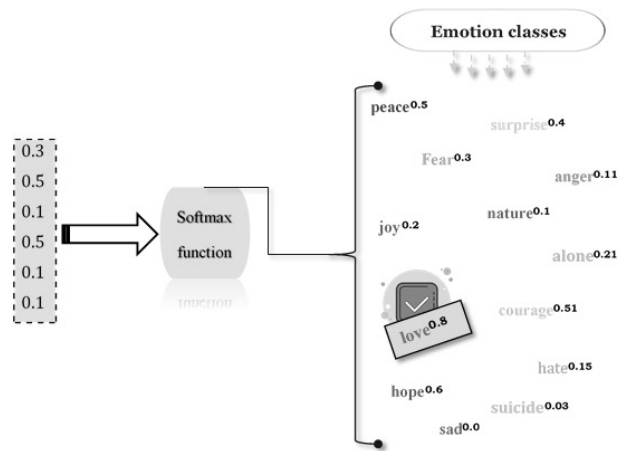 Emotion classes
peace0.5
surprise0.4
Fear0.3
anger0.11
nature0.1
joy0.2
alone0.21
courage0.51
love0.8
hate0.15
hope0.6
suicide0.03
sad0.0
0.3
0.5
0.1
0.5
0.1
0.1
Softmax
function